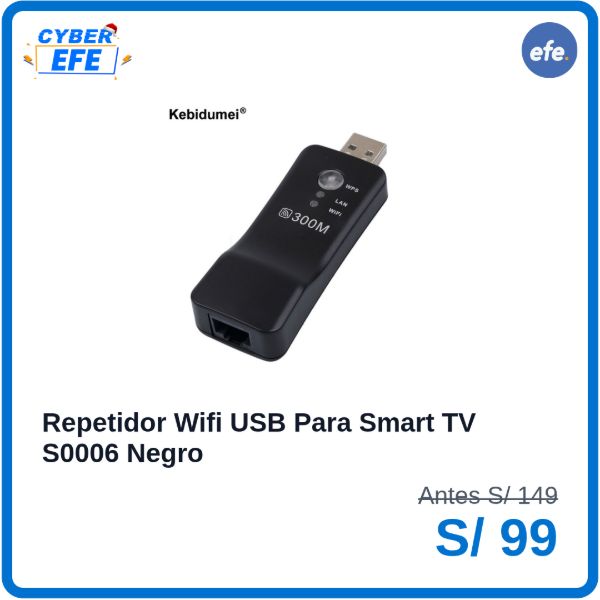 CYBER
EFE
efe.
Kebidumei®
WPS
LAN
WiFi
300M
Repetidor Wifi USB Para Smart TV
S0006 Negro
Antes S/ 149
S/ 99